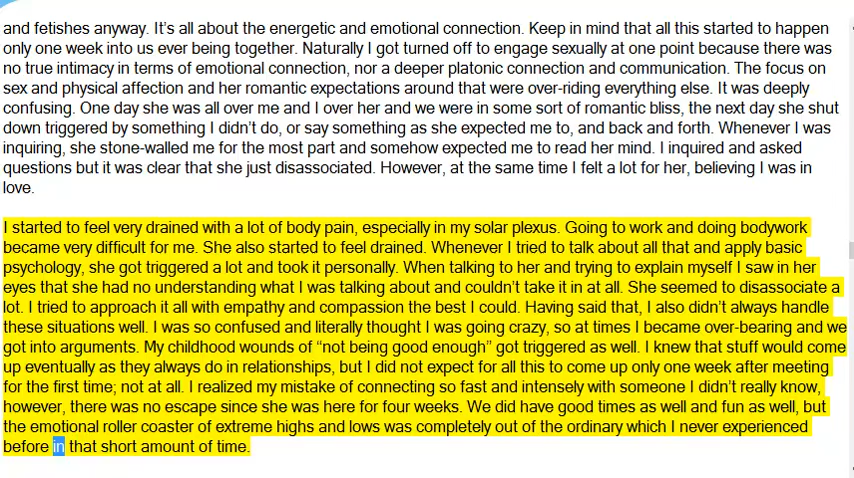 and fetishes anyway. It’s all about the energetic and emotional connection. Keep in mind that all this started to happen
only one week into us ever being together. Naturally I got turned off to engage sexually at one point because there was
no true intimacy in terms of emotional connection, nor a deeper platonic connection and communication. The focus on
sex and physical affection and her romantic expectations around that were over-riding everything else. It was deeply
confusing. One day she was all over me and I over her and we were in some sort of romantic bliss, the next day she shut
down triggered by something I didn’t do, or say something as she expected me to, and back and forth. Whenever I was
inquiring, she stone-walled me for the most part and somehow expected me to read her mind. I inquired and asked
questions but it was clear that she just disassociated. However, at the same time I felt a lot for her, believing I was in
love.
I started to feel very drained with a lot of body pain, especially in my solar plexus. Going to work and doing bodywork
became very difficult for me. She also started to feel drained. Whenever I tried to talk about all that and apply basic
psychology, she got triggered a lot and took it personally. When talking to her and trying to explain myself I saw in her
eyes that she had no understanding what I was talking about and couldn’t take it in at all. She seemed to disassociate a
lot. I tried to approach it all with empathy and compassion the best I could. Having said that, I also didn’t always handle
these situations well. I was so confused and literally thought I was going crazy, so at times I became over-bearing and we
got into arguments. My childhood wounds of “not being good enough” got triggered as well. I knew that stuff would come
up eventually as they always do in relationships, but I did not expect for all this to come up only one week after meeting
for the first time; not at all. I realized my mistake of connecting so fast and intensely with someone I didn’t really know,
however, there was no escape since she was here for four weeks. We did have good times as well and fun as well, but
the emotional roller coaster of extreme highs and lows was completely out of the ordinary which I never experienced
before in that short amount of time.